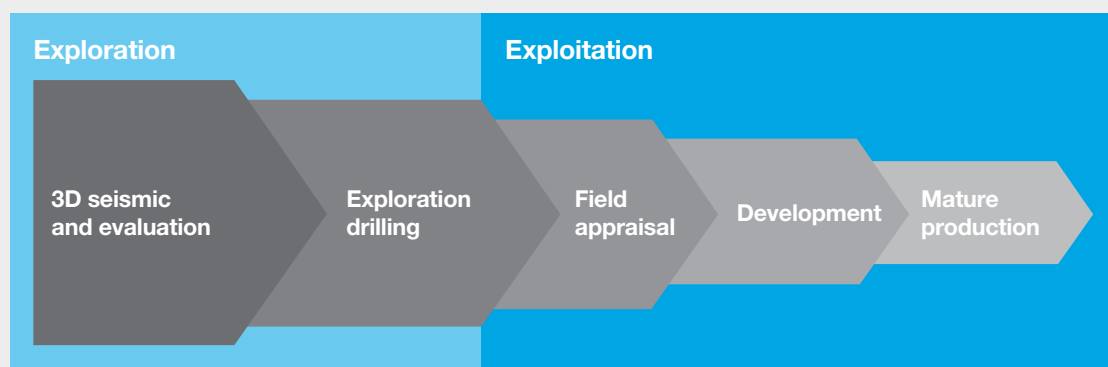 Exploration
Exploitation
3D seismic
and evaluation
Exploration
drilling
Field
appraisal
Development
Mature
production